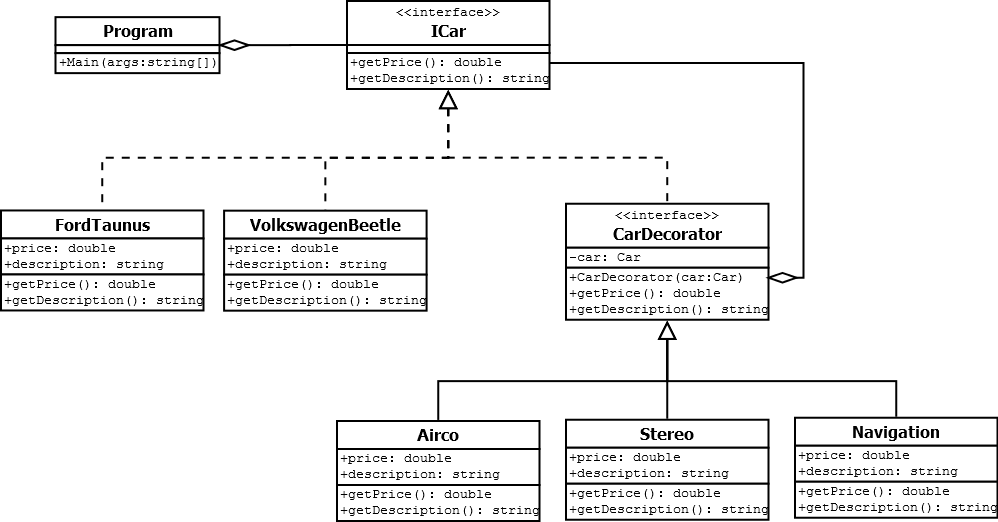 Program
+Main(args:string[])
<<interface>>
ICar
+getPrice(): double
+getDescription(): string
FordTaunus
+price: double
+description: string
+getPrice(): double
+getDescription(): string
VolkswagenBeetle
+price: double
+description: string
+getPrice(): double
+getDescription(): string
<<interface>>
CarDecorator
-car: Car
+CarDecorator(car:Car)
+getPrice(): double
+getDescription(): string
Airco
+price: double
+description: string
+getPrice(): double
+getDescription(): string
Stereo
+price: double
+description: string
+getPrice(): double
+getDescription(): string
Navigation
+price: double
+description: string
+getPrice(): double
+getDescription(): string